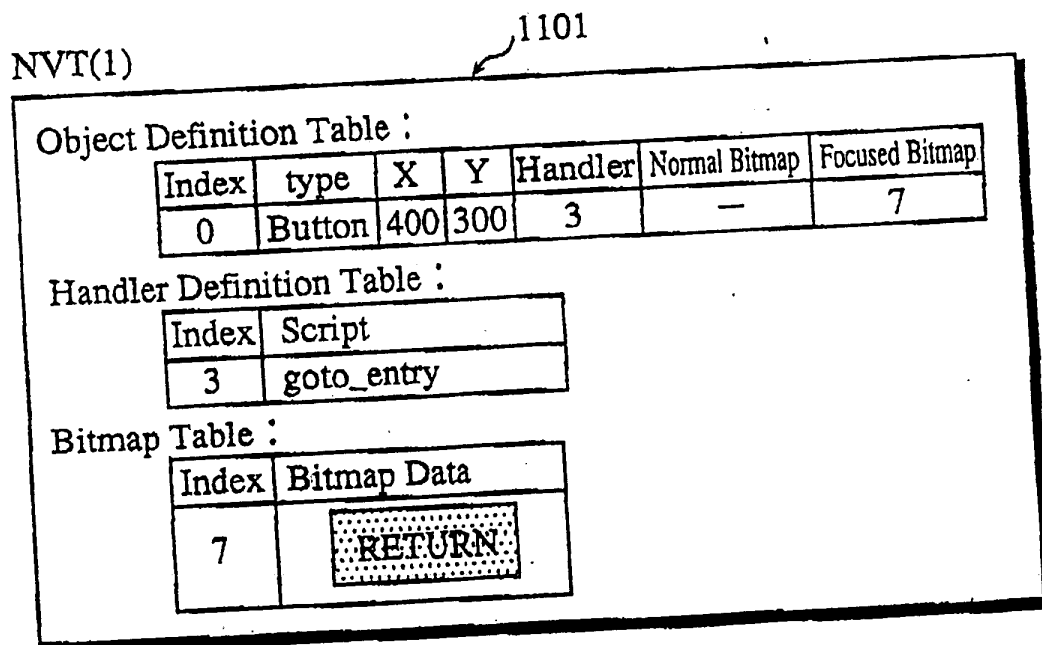 1101
NVT(1)
Object Definition Table :
Index type X Y Handler Normal Bitmap Focused Bitmap
0 Button 400 300 3 — 7
Handler Definition Table :
Index Script
3 goto_entry
Bitmap Table :
Index Bitmap Data
7 RETURN